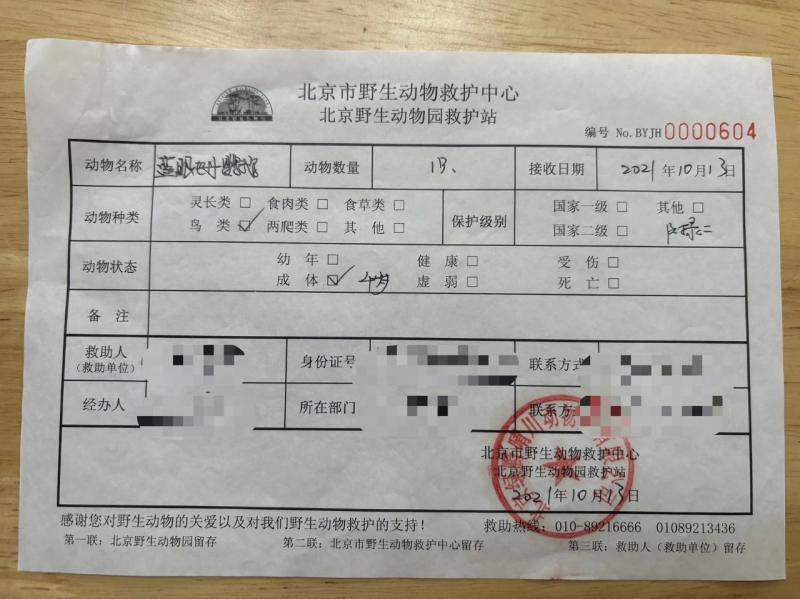 北京市野生动物救护中心
北京野生动物园救护站
编号 No.BYJH0000604
动物名称 蓝眼 动物数量 1只 接收日期 2021年10月13日
动物种类 灵长类□ 食肉类□ 食草类□ 保护级别 国家一级□ 其他□
鸟 类☑ 两爬类□ 其 他□ 国家二级□
动物状态 幼 年□ 健 康□ 受 伤□
成 体☑ 虚 弱□ 死 亡□
备 注
救助人 身份证号 联系方式
(救助单位)
经办人 所在部门 联系方
北京市野生动物救护中心
北京野生动物园救护站
2021年10月13日
感谢您对野生动物的关爱以及对我们野生动物救护的支持! 救助热线:010-89216666 01089213436
第一联:北京野生动物园留存 第二联:北京市野生动物救护中心留存 第三联:救助人(救助单位)留存